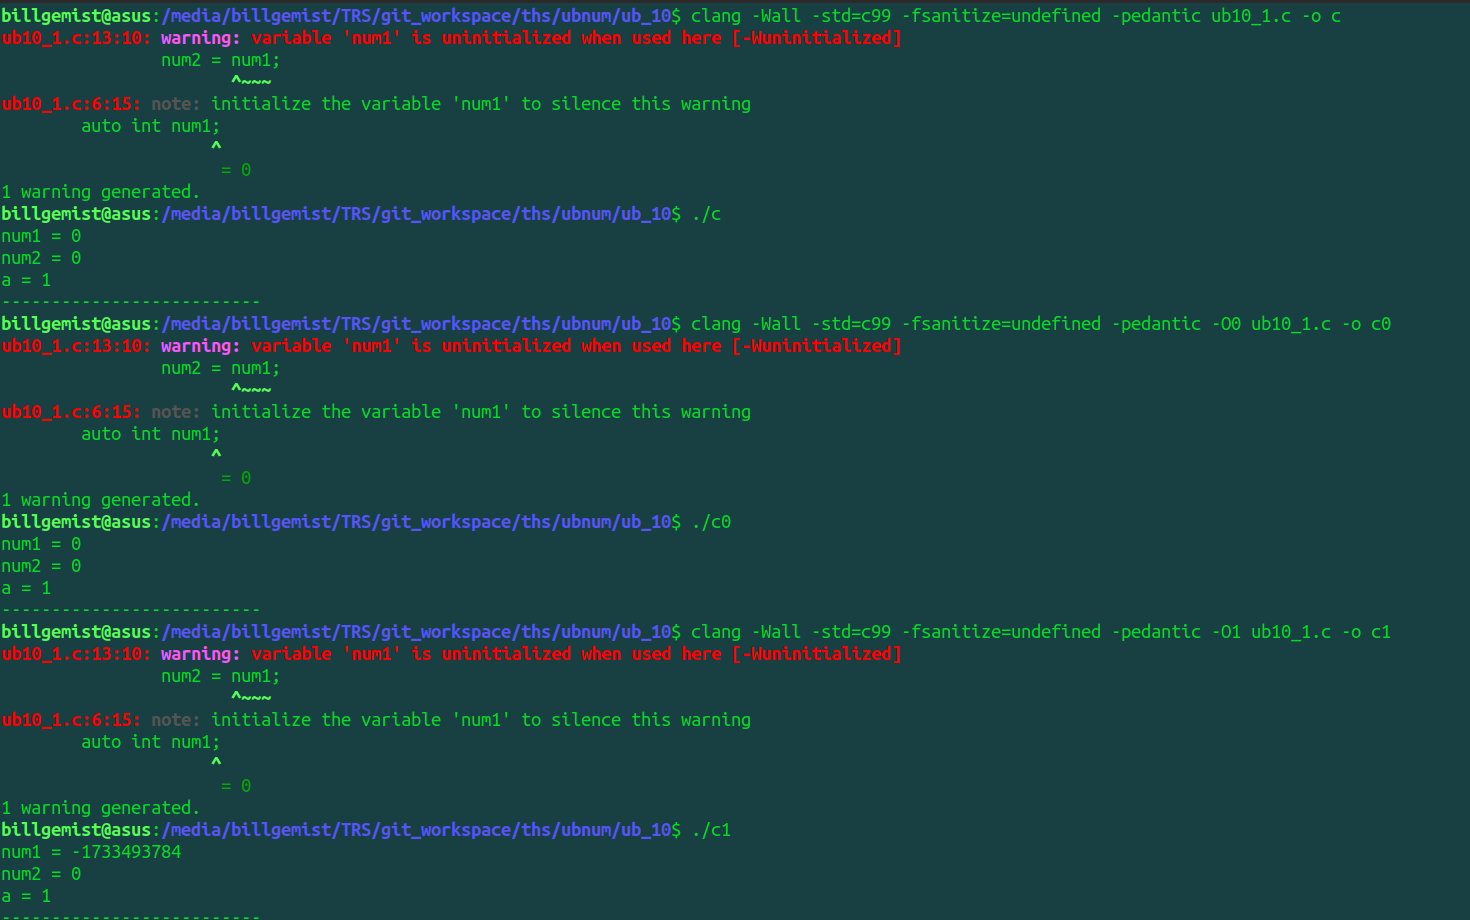 billgemist@asus:/media/billgemist/TRS/git_workspace/ths/ubnum/ub_10$ clang -Wall -std=c99 -fsanitize=undefined -pedantic ub10_1.c -o c
ub10_1.c:13:10: warning: variable 'num1' is uninitialized when used here [-Wuninitialized]
                num2 = num1;
                       ^~~~
ub10_1.c:6:15: note: initialize the variable 'num1' to silence this warning
        auto int num1;
                     ^
                      = 0
1 warning generated.
billgemist@asus:/media/billgemist/TRS/git_workspace/ths/ubnum/ub_10$ ./c
num1 = 0
num2 = 0
a = 1
--------------------------
billgemist@asus:/media/billgemist/TRS/git_workspace/ths/ubnum/ub_10$ clang -Wall -std=c99 -fsanitize=undefined -pedantic -O0 ub10_1.c -o c0
ub10_1.c:13:10: warning: variable 'num1' is uninitialized when used here [-Wuninitialized]
                num2 = num1;
                       ^~~~
ub10_1.c:6:15: note: initialize the variable 'num1' to silence this warning
        auto int num1;
                     ^
                      = 0
1 warning generated.
billgemist@asus:/media/billgemist/TRS/git_workspace/ths/ubnum/ub_10$ ./c0
num1 = 0
num2 = 0
a = 1
--------------------------
billgemist@asus:/media/billgemist/TRS/git_workspace/ths/ubnum/ub_10$ clang -Wall -std=c99 -fsanitize=undefined -pedantic -O1 ub10_1.c -o c1
ub10_1.c:13:10: warning: variable 'num1' is uninitialized when used here [-Wuninitialized]
                num2 = num1;
                       ^~~~
ub10_1.c:6:15: note: initialize the variable 'num1' to silence this warning
        auto int num1;
                     ^
                      = 0
1 warning generated.
billgemist@asus:/media/billgemist/TRS/git_workspace/ths/ubnum/ub_10$ ./c1
num1 = -1733493784
num2 = 0
a = 1
--------------------------